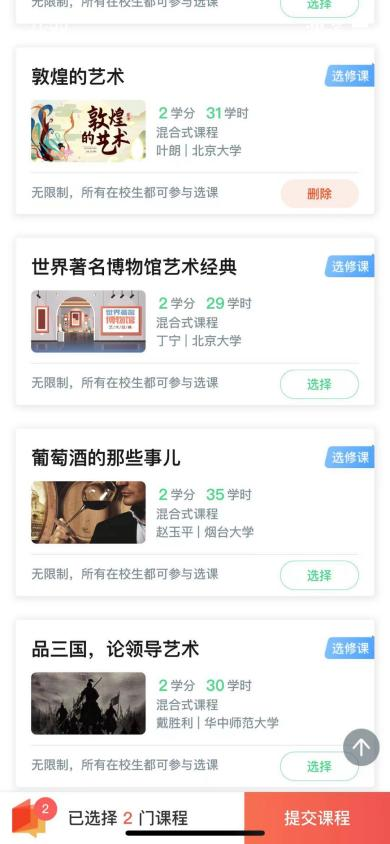 无限制，所有在校生都可参与选课
选择
敦煌的艺术
选修课
敦煌
的艺术
2学分 31学时
混合式课程
叶朗 | 北京大学
无限制，所有在校生都可参与选课
删除
世界著名博物馆艺术经典
选修课
世界著名
博物馆
艺术经典
2学分 29学时
混合式课程
丁宁 | 北京大学
无限制，所有在校生都可参与选课
选择
葡萄酒的那些事儿
选修课
2学分 35学时
混合式课程
赵玉平 | 烟台大学
无限制，所有在校生都可参与选课
选择
品三国，论领导艺术
选修课
2学分 30学时
混合式课程
戴胜利 | 华中师范大学
无限制，所有在校生都可参与选课
选择
2
已选择 2 门课程
提交课程